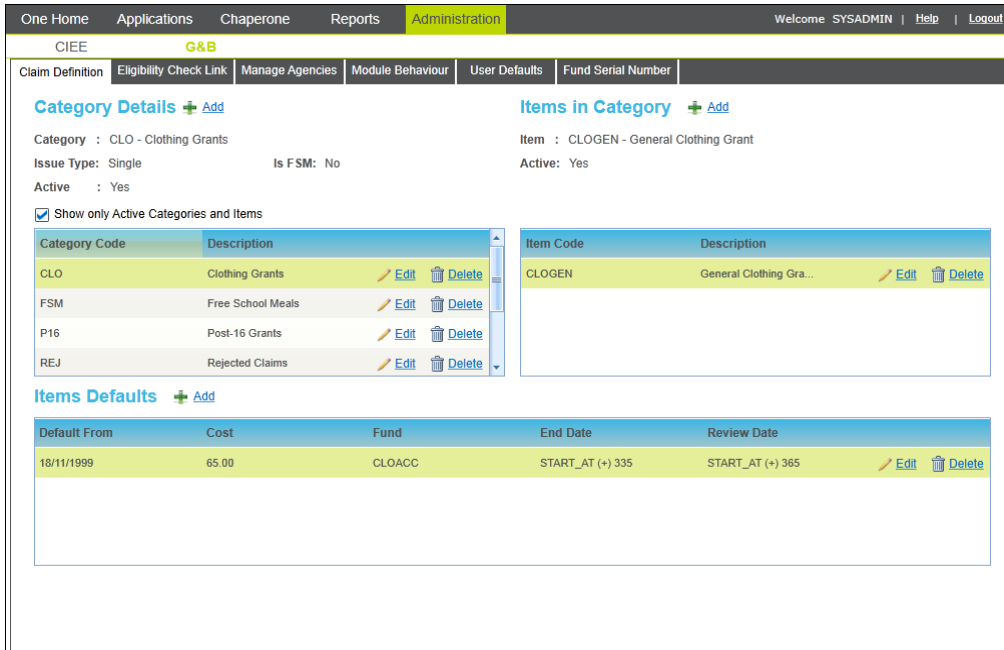 One Home Applications Chaperone Reports Administration Welcome SYSADMIN | Help | Logout
CIEE G&B
Claim Definition Eligibility Check Link Manage Agencies Module Behaviour User Defaults Fund Serial Number
Category Details Add Items in Category Add
Category : CLO - Clothing Grants Item : CLOGEN - General Clothing Grant
Issue Type: Single Is FSM: No Active: Yes
Active : Yes
Show only Active Categories and Items
Category Code Description Item Code Description
CLO Clothing Grants Edit Delete CLOGEN General Clothing Gra... Edit Delete
FSM Free School Meals Edit Delete
P16 Post-16 Grants Edit Delete
REJ Rejected Claims Edit Delete
Items Defaults Add
Default From Cost Fund End Date Review Date
18/11/1999 65.00 CLOACC START_AT (+) 335 START_AT (+) 365 Edit Delete